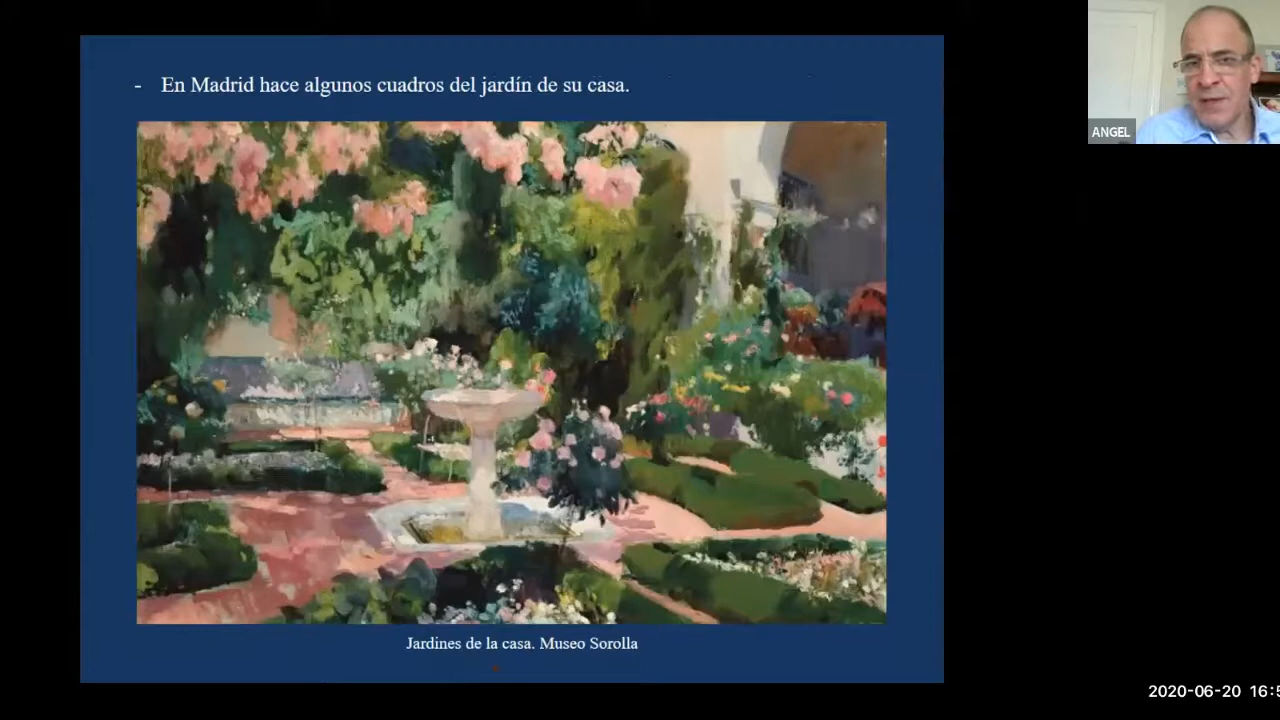 - En Madrid hace algunos cuadros del jardín de su casa.
ANGEL
Jardines de la casa. Museo Sorolla
2020-06-20 16:5